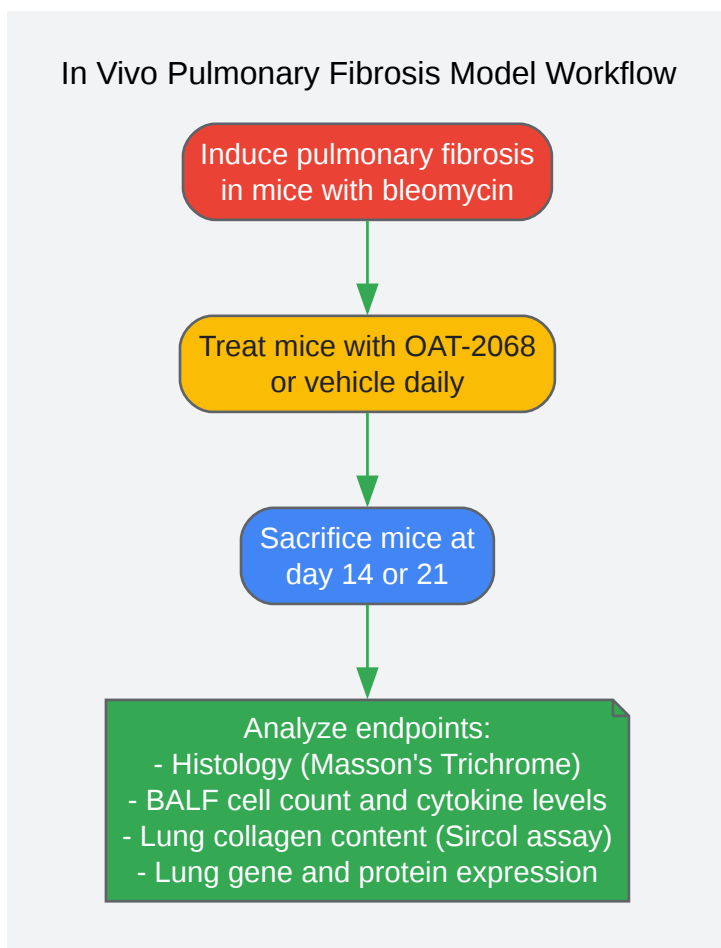 In Vivo Pulmonary Fibrosis Model Workflow
Induce pulmonary fibrosis
in mice with bleomycin
Treat mice with OAT-2068
or vehicle daily
Sacrifice mice at
day 14 or 21
Analyze endpoints:
- Histology (Masson's Trichrome)
- BALF cell count and cytokine levels
- Lung collagen content (Sircol assay)
- Lung gene and protein expression